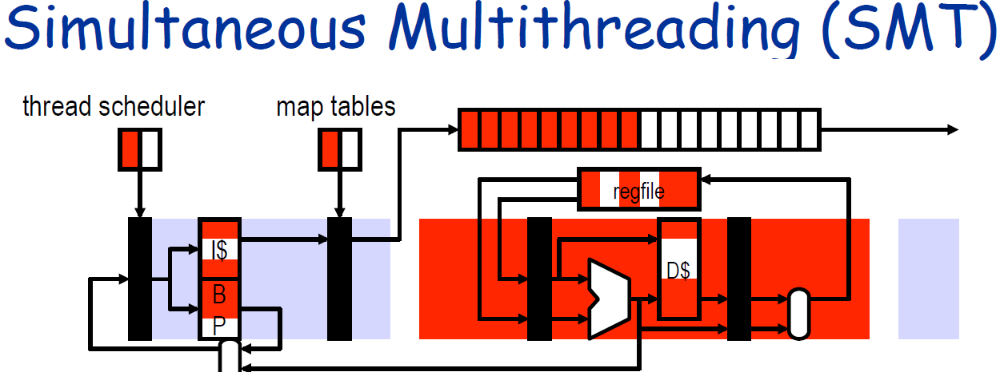 Simultaneous Multithreading (SMT)
thread scheduler
map tables
regfile
I$
D$
B
P